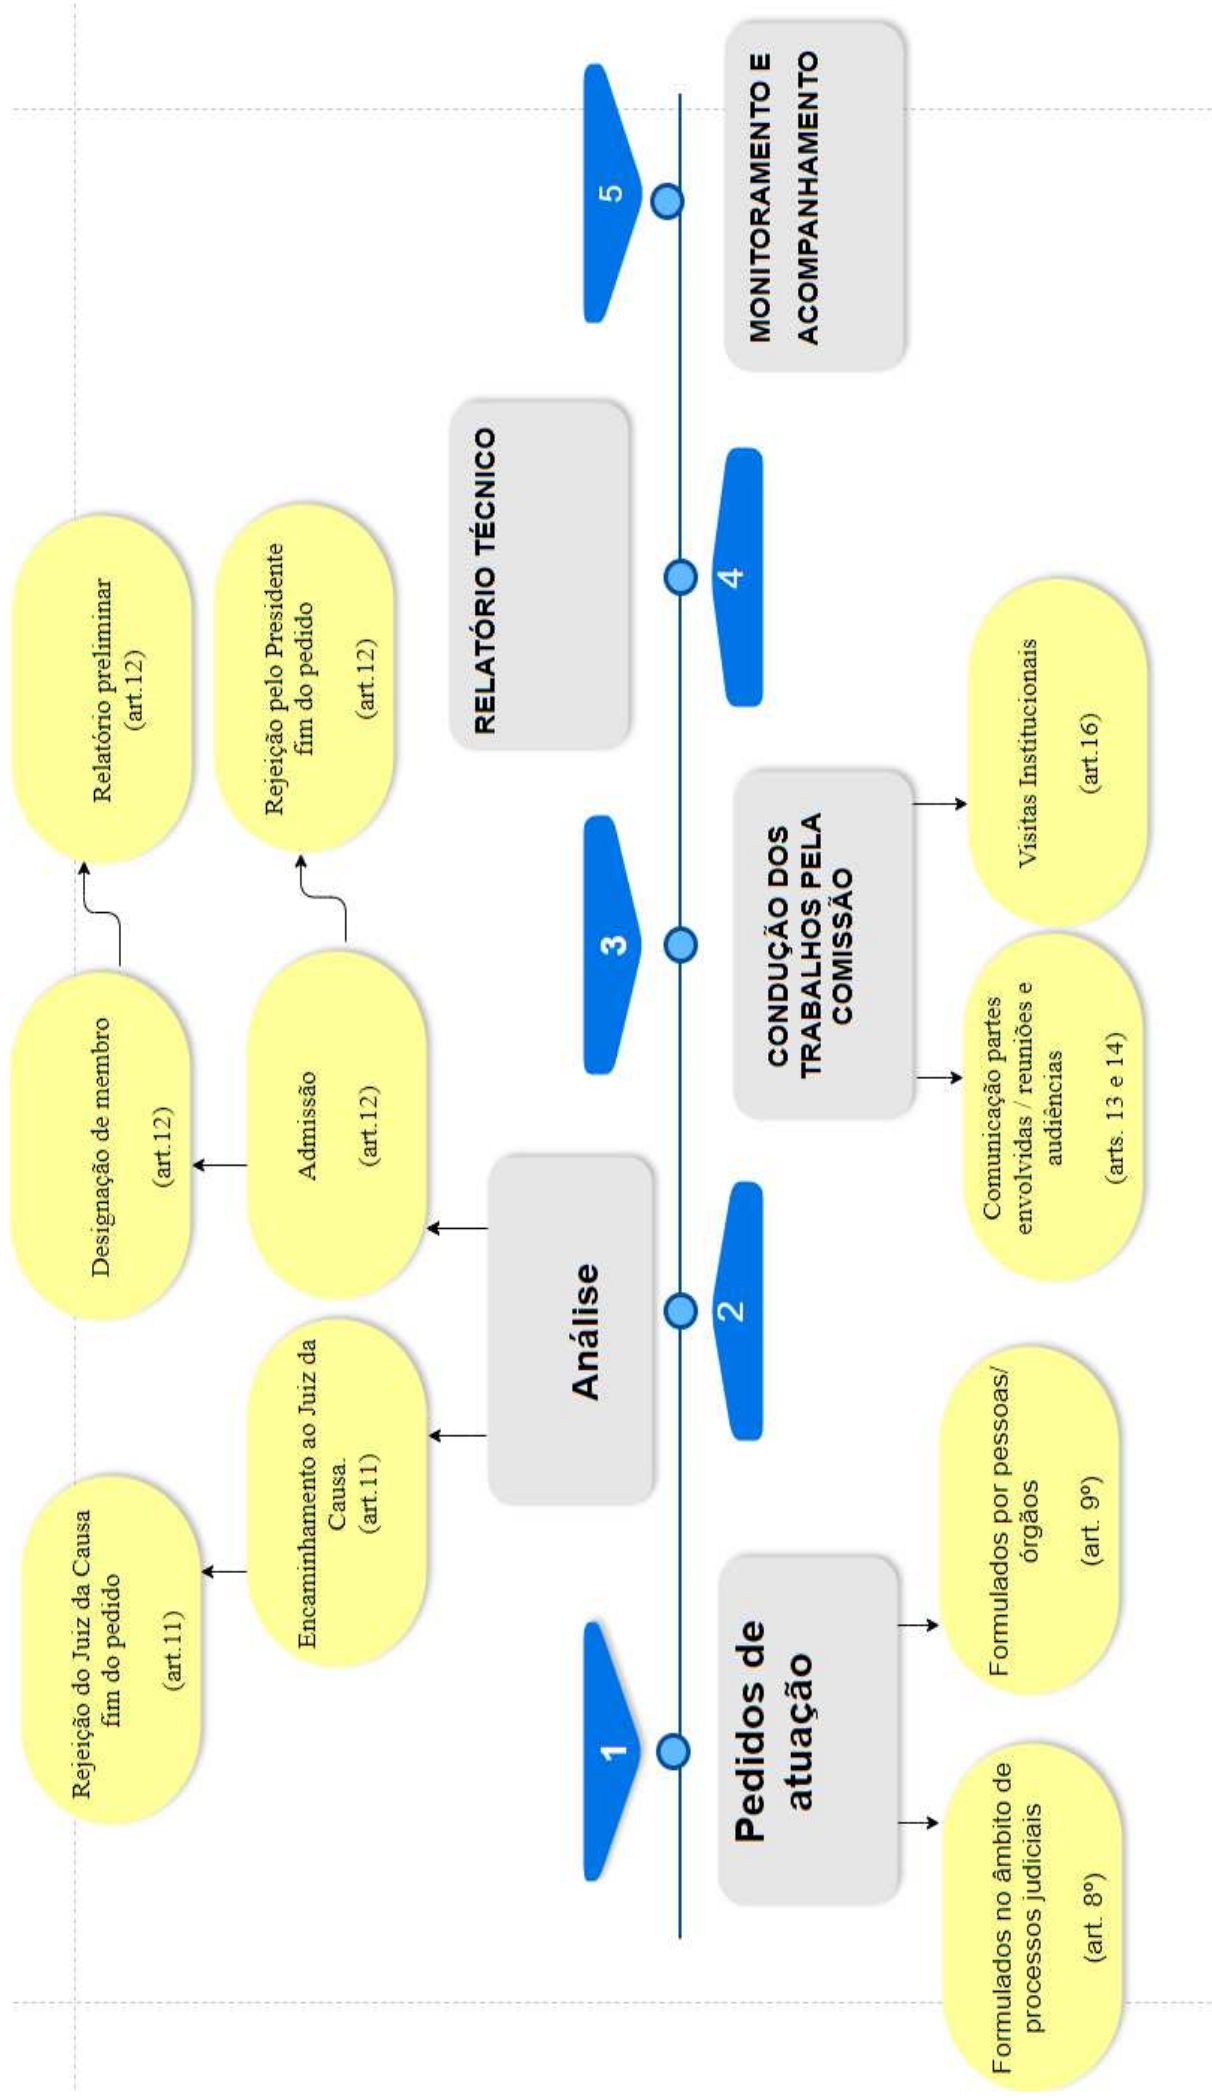 Rejeição do Juiz da Causa
fim do pedido
(art.11)
Encaminhamento ao Juiz da
Causa.
(art.11)
Designação de membro
(art.12)
Admissão
(art.12)
Relatório preliminar
(art.12)
Rejeição pelo Presidente
fim do pedido
(art.12)
Análise
RELATÓRIO TÉCNICO
1
2
3
4
5
Pedidos de
atuação
CONDUÇÃO DOS
TRABALHOS PELA
COMISSÃO
MONITORAMENTO E
ACOMPANHAMENTO
Formulados no âmbito de
processos judiciais
(art. 8º)
Formulados por pessoas/
órgãos
(art. 9º)
Comunicação partes
envolvidas / reuniões e
audiências
(arts. 13 e 14)
Visitas Institucionais
(art.16)